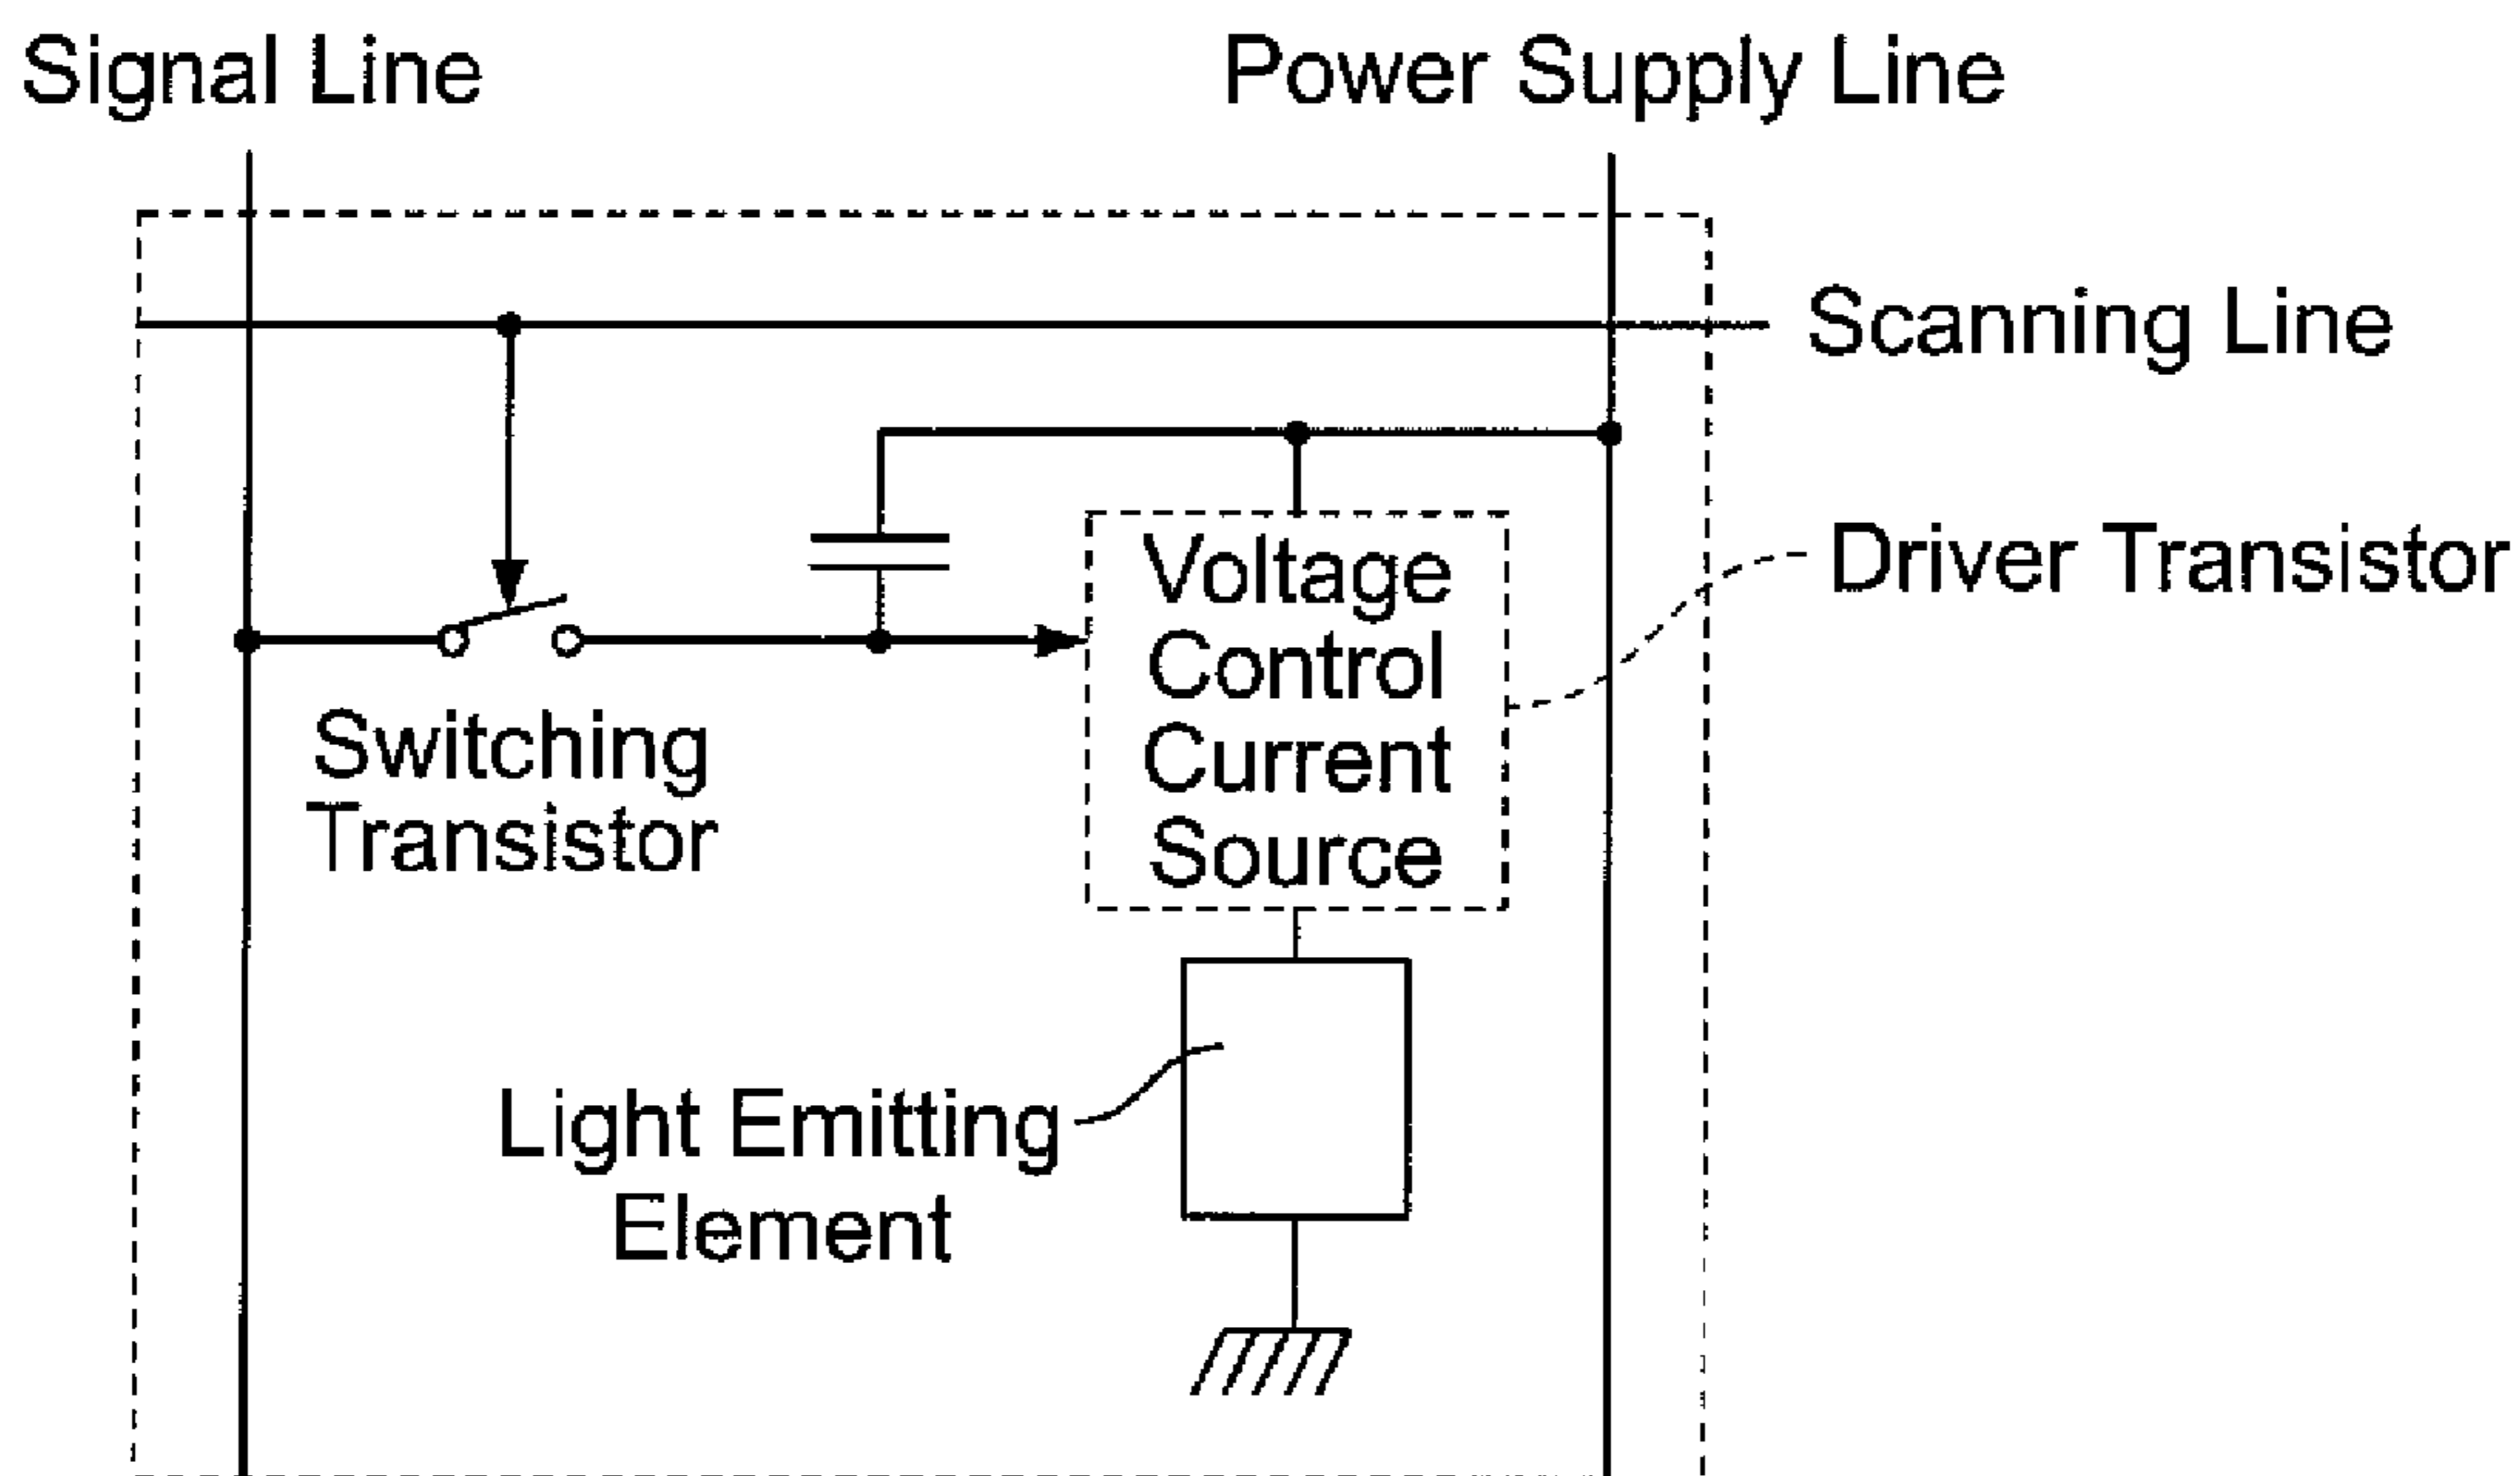 Signal Line
Power Supply Line
Scanning Line
Driver Transistor
Voltage
Control
Current
Source
Switching
Transistor
Light Emitting
Element